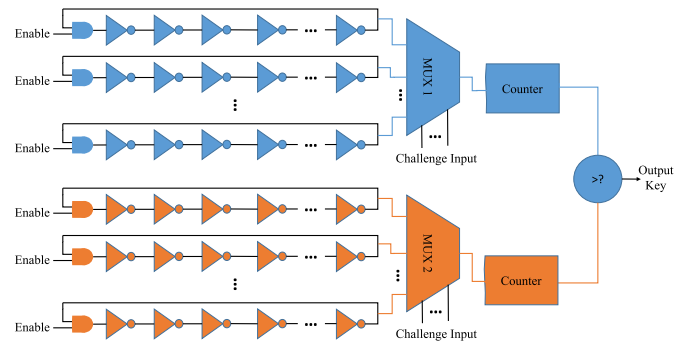 Enable
Enable
Enable
MUX 1
Challenge Input
Counter
>?
Output
Key
Enable
Enable
Enable
MUX 2
Challenge Input
Counter